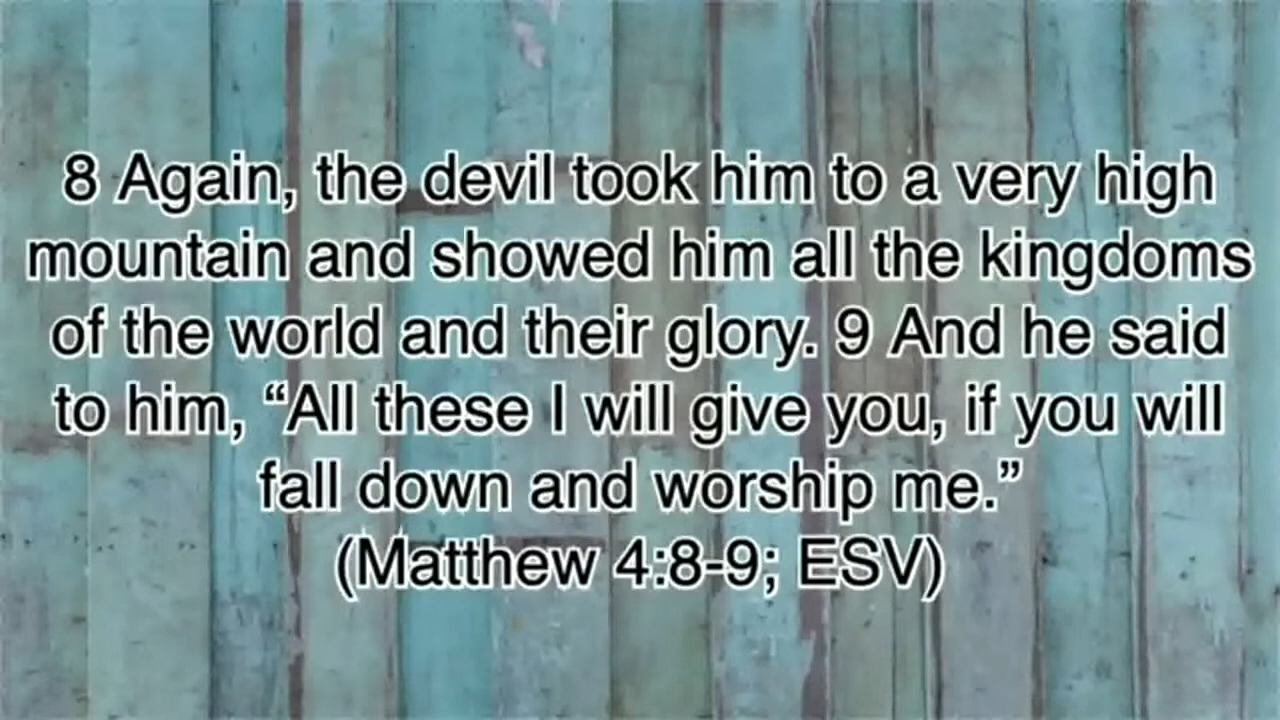 8 Again, the devil took him to a very high
mountain and showed him all the kingdoms
of the world and their glory. 9 And he said
to him, “All these I will give you, if you will
fall down and worship me.”
(Matthew 4:8-9; ESV)